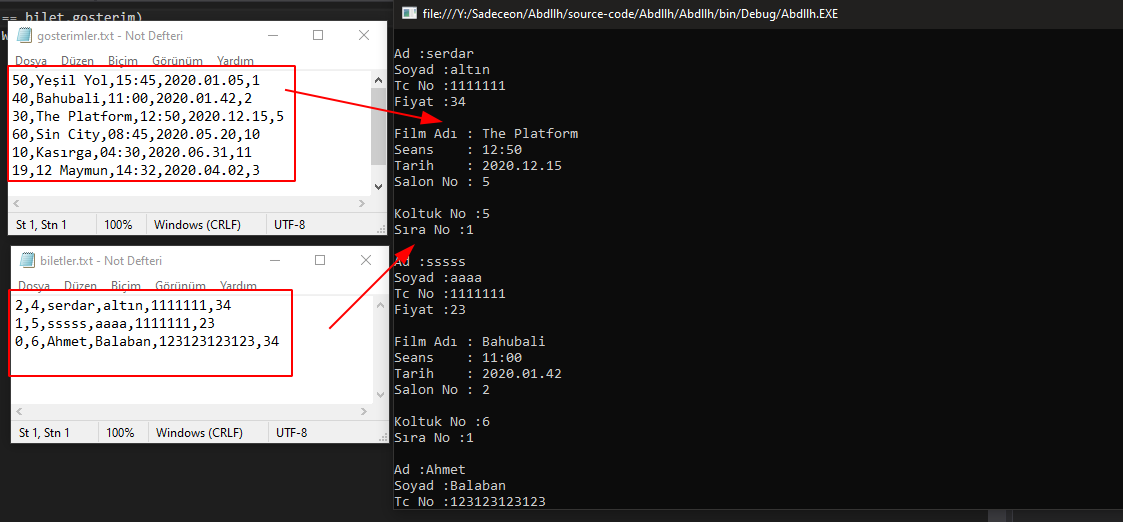 == bilet.gosterim)
W
gosterimler.txt - Not Defteri
Dosya Düzen Biçim Görünüm Yardım
50,Yeşil Yol,15:45,2020.01.05,1
40,Bahubali,11:00,2020.01.42,2
30,The Platform,12:50,2020.12.15,5
60,Sin City,08:45,2020.05.20,10
10,Kasırga,04:30,2020.06.31,11
19,12 Maymun,14:32,2020.04.02,3
St 1, Stn 1 100% Windows (CRLF) UTF-8
biletler.txt - Not Defteri
Dosya Düzen Biçim Görünüm Yardım
2,4,serdar,altın,1111111,34
1,5,sssss,aaaa,1111111,23
0,6,Ahmet,Balaban,123123123123,34
St 1, Stn 1 100% Windows (CRLF) UTF-8
file:///Y:/Sadeceon/Abdllh/source-code/Abdllh/Abdllh/bin/Debug/Abdllh.EXE
Ad :serdar
Soyad :altın
Tc No :1111111
Fiyat :34
Film Adı : The Platform
Seans : 12:50
Tarih : 2020.12.15
Salon No : 5
Koltuk No :5
Sıra No :1
Ad :sssss
Soyad :aaaa
Tc No :1111111
Fiyat :23
Film Adı : Bahubali
Seans : 11:00
Tarih : 2020.01.42
Salon No : 2
Koltuk No :6
Sıra No :1
Ad :Ahmet
Soyad :Balaban
Tc No :123123123123